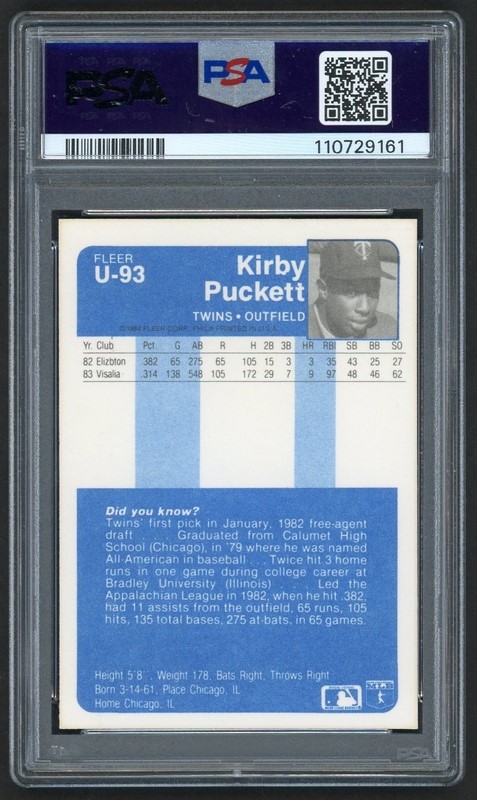 PSA
PSA
110729161
FLEER
U-93
Kirby
Puckett
TWINS • OUTFIELD
© 1984 FLEER CORP. PHILA PRINTED IN U.S.A.
Yr. Club Pct. G AB R H 2B 3B HR RBI SB BB SO
82 Elizbton .382 65 275 65 105 15 3 3 35 43 25 27
83 Visalia .314 138 548 105 172 29 7 9 97 48 46 62
Did you know?
Twins' first pick in January, 1982 free-agent
draft . . . Graduated from Calumet High
School (Chicago), in '79 where he was named
All-American in baseball . . . Twice hit 3 home
runs in one game during college career at
Bradley University (Illinois) . . . Led the
Appalachian League in 1982, when he hit .382,
had 11 assists from the outfield, 65 runs, 105
hits, 135 total bases, 275 at-bats, in 65 games.
Height 5'8". Weight 178, Bats Right, Throws Right
Born 3-14-61, Place Chicago, IL
Home Chicago, IL
PSA